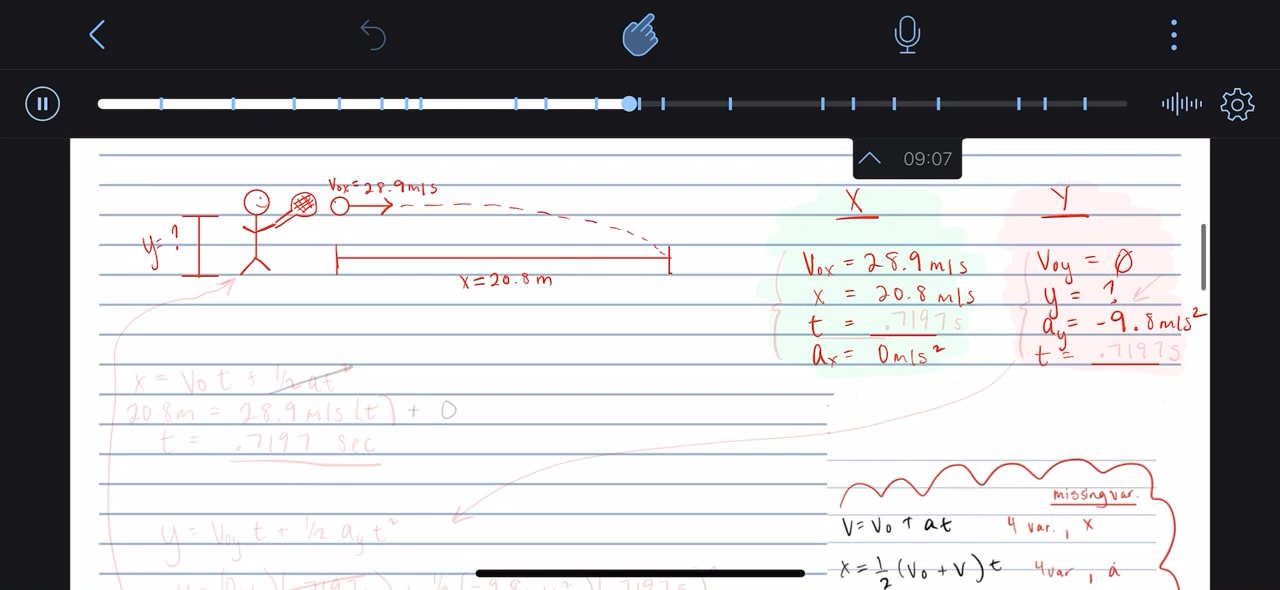 09:07
Vox = 28.9 m/s
y = ?
x = 20.8 m
X
Vox = 28.9 m/s
x = 20.8 m/s
t = .7197 s
ax = 0 m/s²
Y
Voy = Ø
y = ?
ay = -9.8 m/s²
t = .7197 s
x = Vo t + 1/2 at
20.8 m = 28.9 m/s (t) + 0
t = .7197 sec
y = Voy t + 1/2 ay t²
missing var.
V = Vo + at 4 var., x
x = 1/2 (Vo + V) t 4 var, a